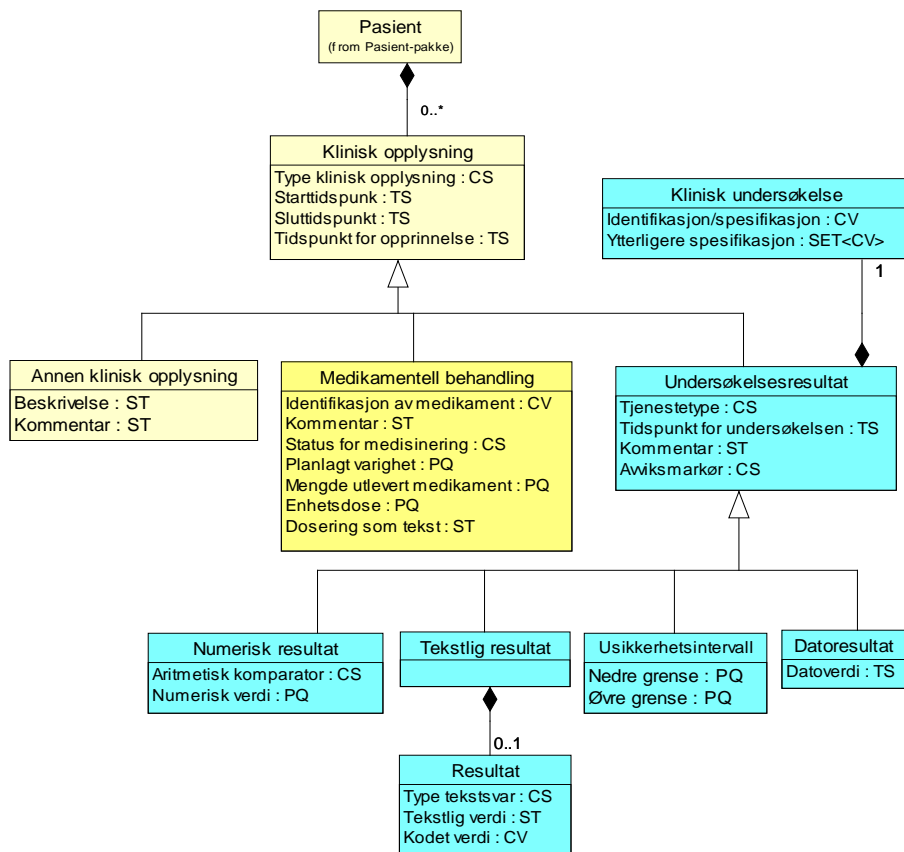 Pasient
(from Pasient-pakke)
0..*
Klinisk opplysning
Type klinisk opplysning : CS
Starttidspunk : TS
Sluttidspunkt : TS
Tidspunkt for opprinnelse : TS
Klinisk undersøkelse
Identifikasjon/spesifikasjon : CV
Ytterligere spesifikasjon : SET<CV>
1
Annen klinisk opplysning
Beskrivelse : ST
Kommentar : ST
Medikamentell behandling
Identifikasjon av medikament : CV
Kommentar : ST
Status for medisinering : CS
Planlagt varighet : PQ
Mengde utlevert medikament : PQ
Enhetsdose : PQ
Dosering som tekst : ST
Undersøkelsesresultat
Tjenestetype : CS
Tidspunkt for undersøkelsen : TS
Kommentar : ST
Avviksmarkør : CS
Numerisk resultat
Aritmetisk komparator : CS
Numerisk verdi : PQ
Tekstlig resultat
Usikkerhetsintervall
Nedre grense : PQ
Øvre grense : PQ
Datoresultat
Datoverdi : TS
0..1
Resultat
Type tekstsvar : CS
Tekstlig verdi : ST
Kodet verdi : CV